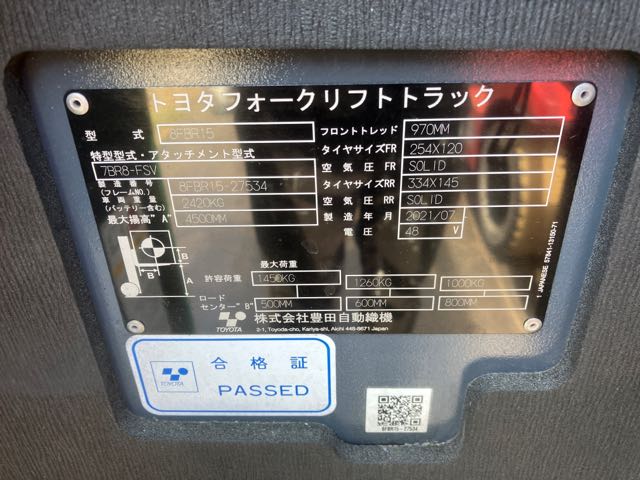 トヨタフォークリフトトラック
型式 8FBR15 フロントトレッド 970MM
特型型式・アタッチメント型式 タイヤサイズFR 254X120
7BR8-FSV 空気圧 FR SOLID
製造番号 (フレームNO.) 8FBR15-27534 タイヤサイズRR 334X145
車両重量 (バッテリー含む) 2420KG 空気圧 RR SOLID
最大揚高"A" 4500MM 製造年月 2021/07
電圧 48 V
B
B
A
最大荷重
許容荷重 1450KG 1260KG 1000KG
ロード
センター"B" 500MM 600MM 800MM
TOYOTA 株式会社豊田自動織機
2-1, Toyoda-cho, Kariya-shi, Aichi 448-8671 Japan
1 JAPANESE 57841-13150-71
TOYOTA 合格証
PASSED
8FBR15-27534